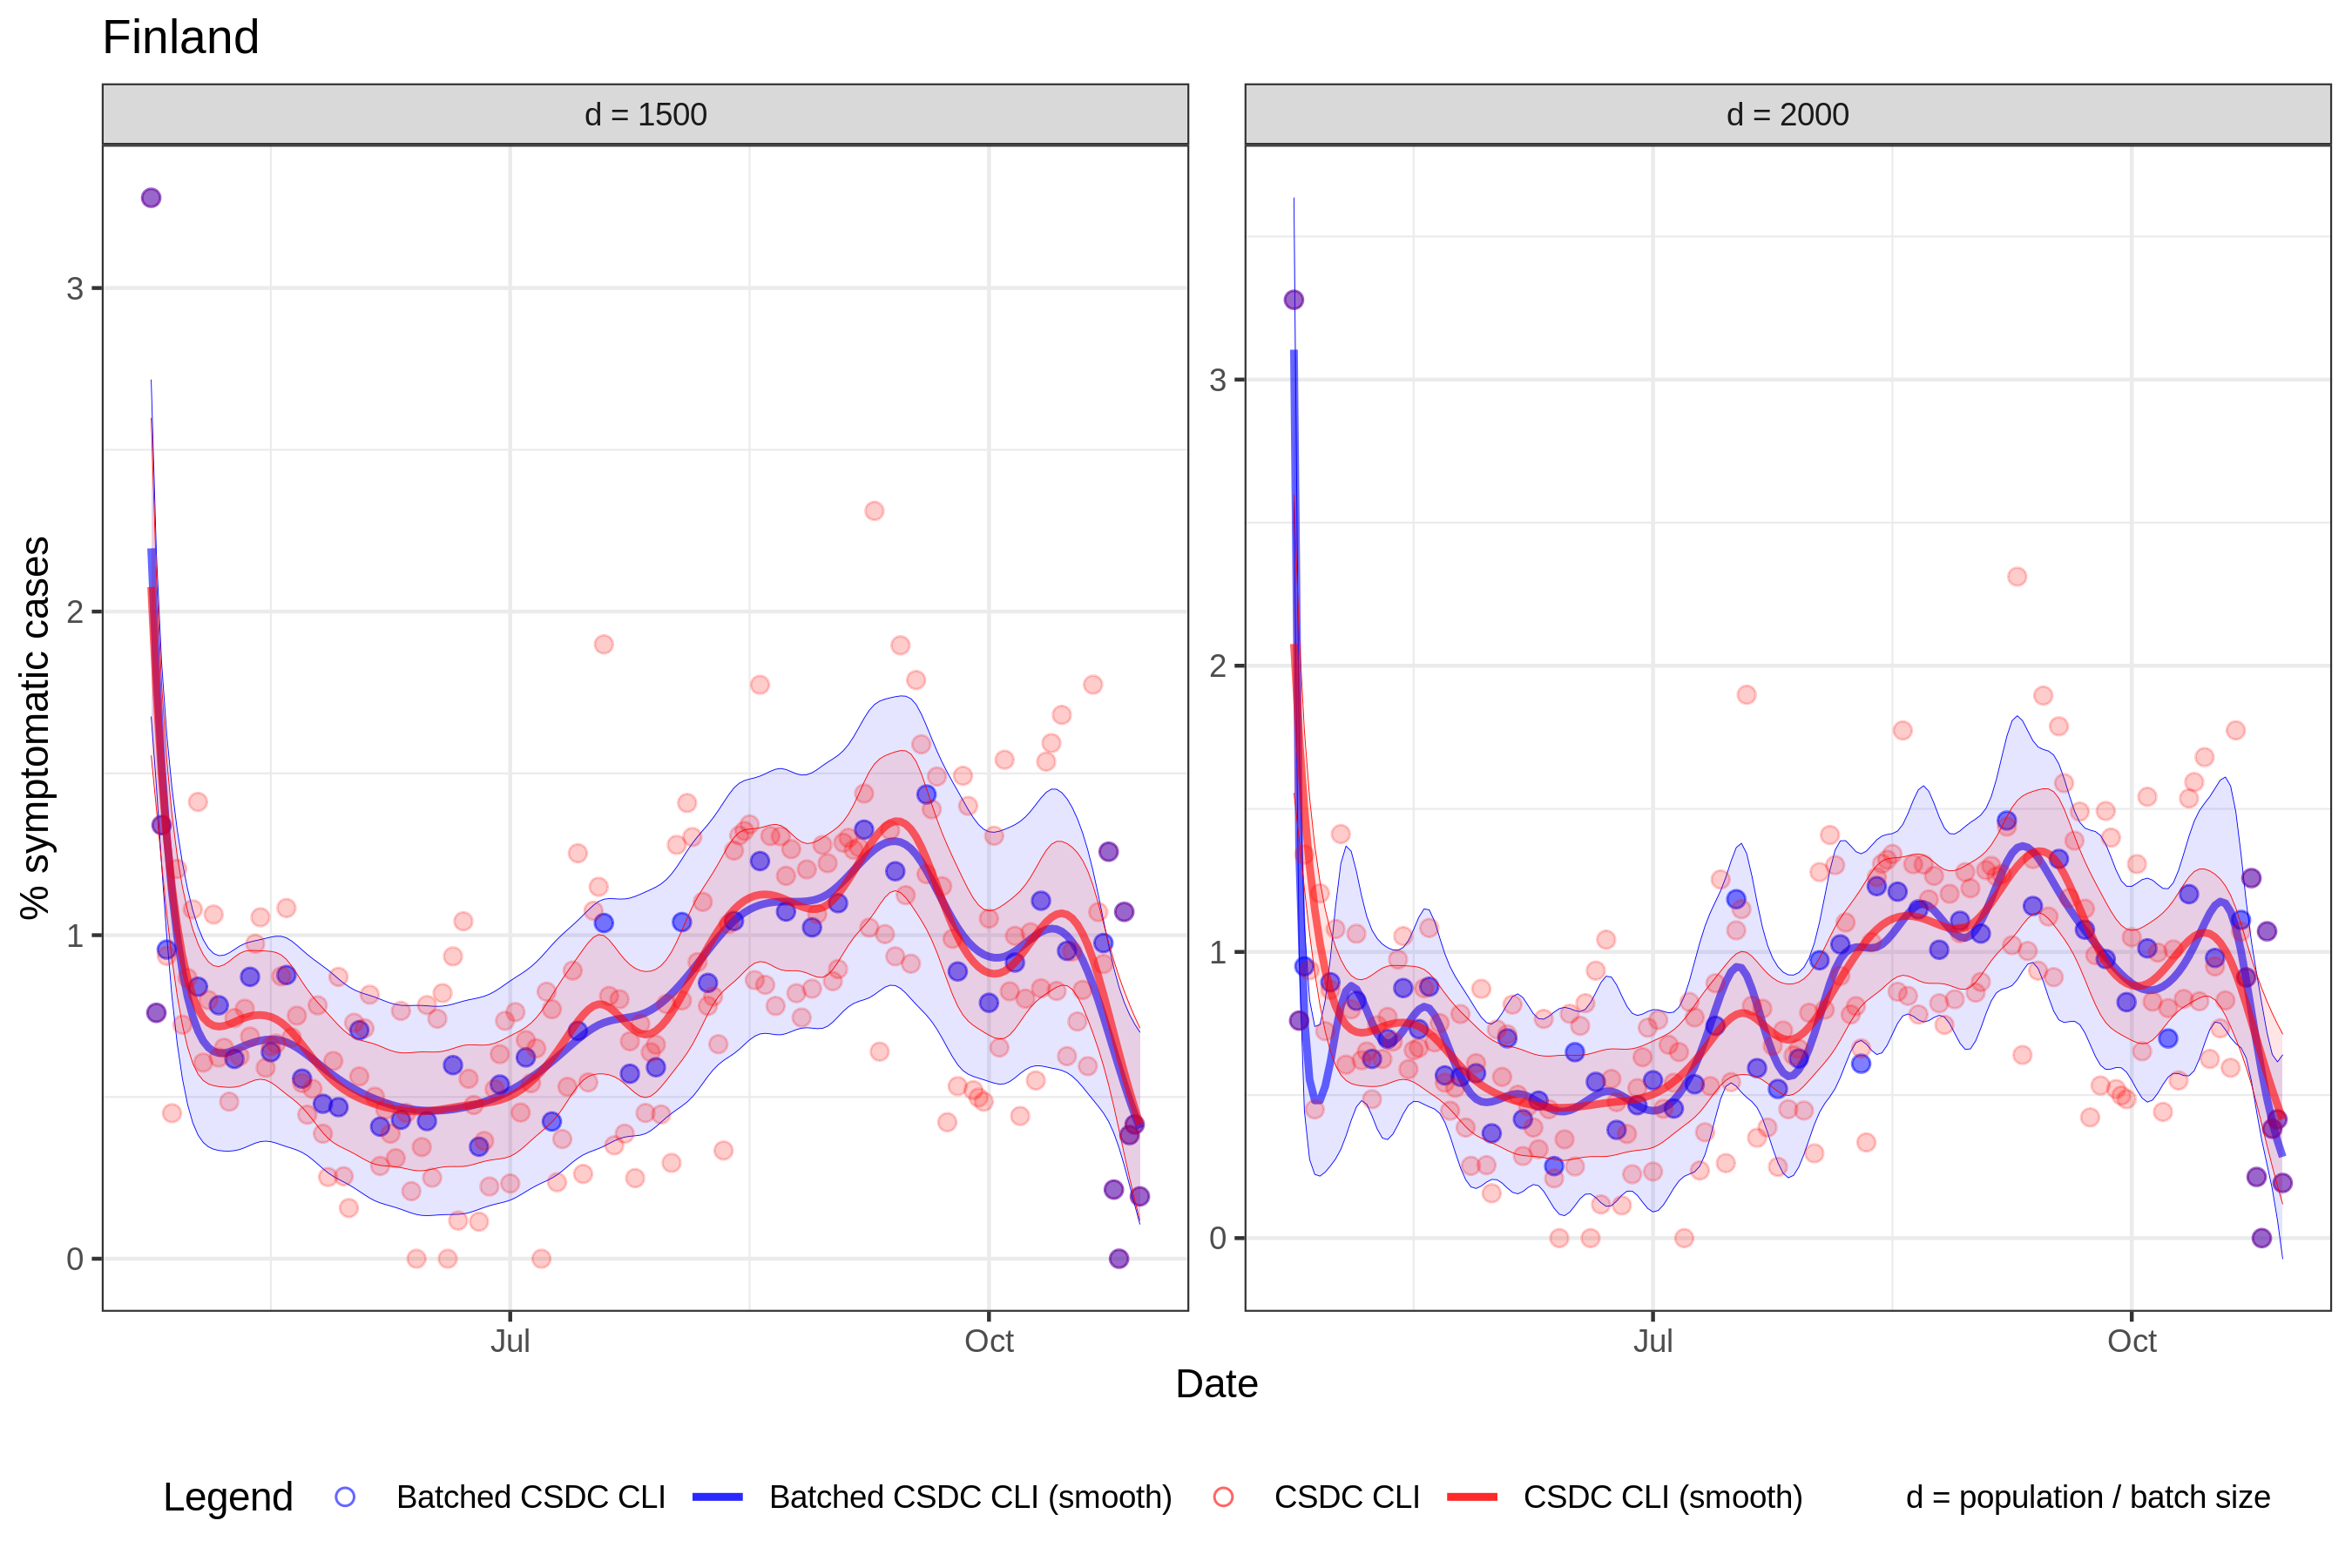 Finland
d = 1500
d = 2000
% symptomatic cases
3
2
1
0
3
2
1
0
Jul
Oct
Jul
Oct
Date
Legend
Batched CSDC CLI
Batched CSDC CLI (smooth)
CSDC CLI
CSDC CLI (smooth)
d = population / batch size